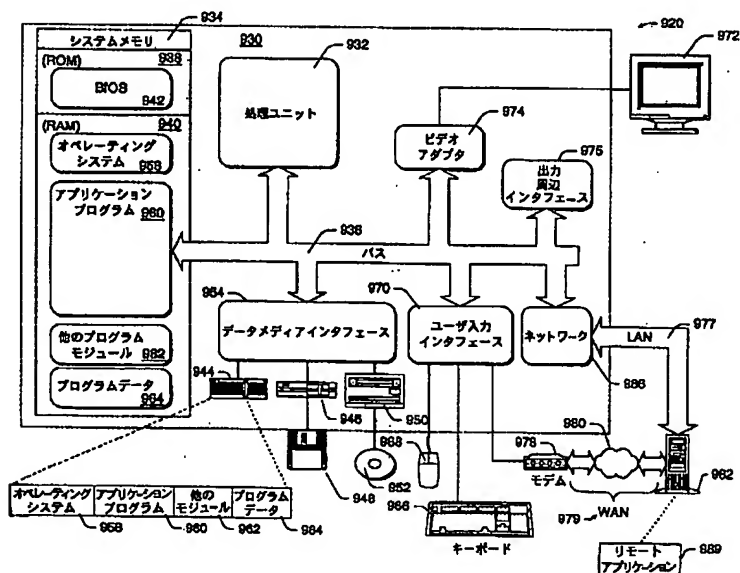 934
システムメモリ
(ROM) 938
BIOS
942
(RAM) 940
オペレーティング
システム 958
アプリケーション
プログラム 960
他のプログラム
モジュール 982
プログラムデータ
964
930
932
処理ユニット
920
972
974
ビデオ
アダプタ
975
出力
周辺
インタフェース
936
バス
954
データメディアインタフェース
970
ユーザ入力
インタフェース
ネットワーク
986
LAN
977
944
946
950
948
952
968
966
キーボード
978
モデム
980
979
WAN
962
989
リモート
アプリケーション
オペレーティング
システム
アプリケーション
プログラム
他の
モジュール
プログラム
データ
958
960
962
964